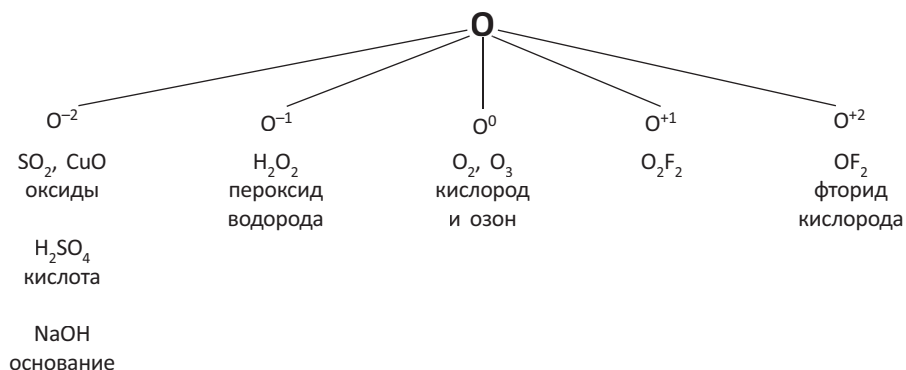 O
O⁻² O⁻¹ O⁰ O⁺¹ O⁺²
SO₂, CuO H₂O₂ O₂, O₃ O₂F₂ OF₂
оксиды пероксид кислород фторид
водорода и озон кислорода
H₂SO₄
кислота
NaOH
основание